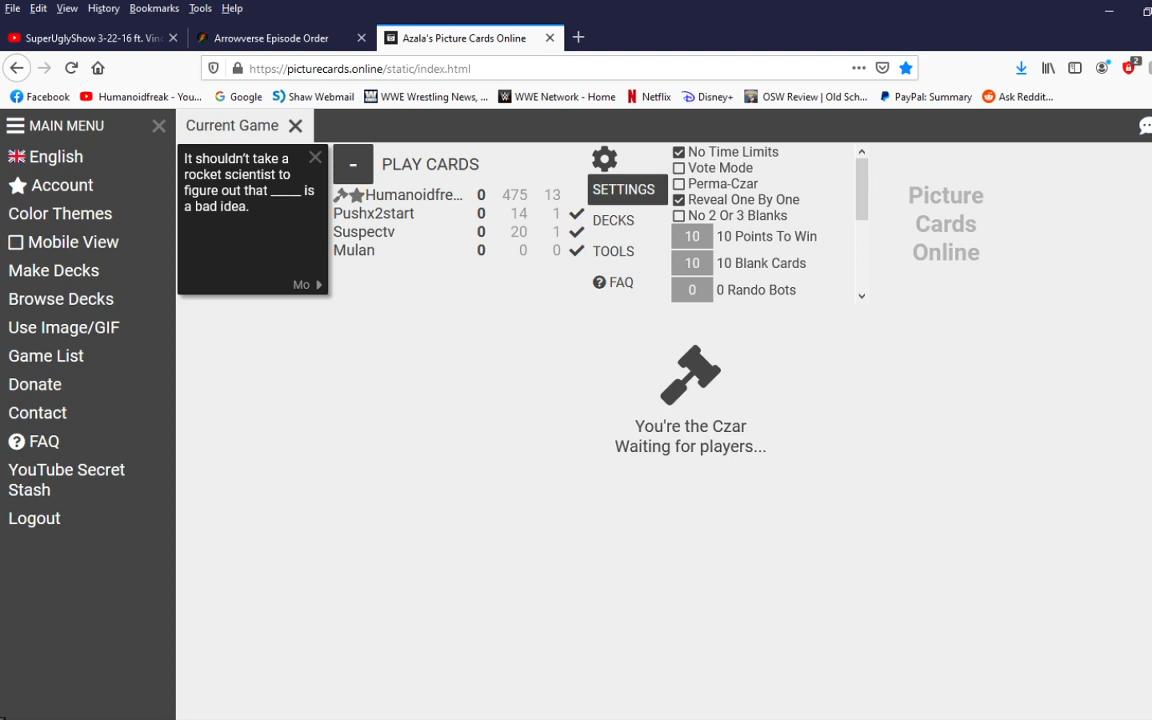 File Edit View History Bookmarks Tools Help
SuperUglyShow 3-22-16 ft. Vinc
Arrowverse Episode Order
Azala's Picture Cards Online
https://picturecards.online/static/index.html
2
Facebook Humanoidfreak - You... Google Shaw Webmail WWE Wrestling News, ... WWE Network - Home Netflix Disney+ OSW Review | Old Sch... PayPal: Summary Ask Reddit...
MAIN MENU
English
Account
Color Themes
Mobile View
Make Decks
Browse Decks
Use Image/GIF
Game List
Donate
Contact
FAQ
YouTube Secret
Stash
Logout
Current Game
It shouldn't take a
rocket scientist to
figure out that ____ is
a bad idea.
Mo
- PLAY CARDS
Humanoidfre... 0 475 13
Pushx2start 0 14 1
Suspectv 0 20 1
Mulan 0 0 0
SETTINGS
DECKS
TOOLS
FAQ
No Time Limits
Vote Mode
Perma-Czar
Reveal One By One
No 2 Or 3 Blanks
10 10 Points To Win
10 10 Blank Cards
0 0 Rando Bots
Picture
Cards
Online
You're the Czar
Waiting for players...